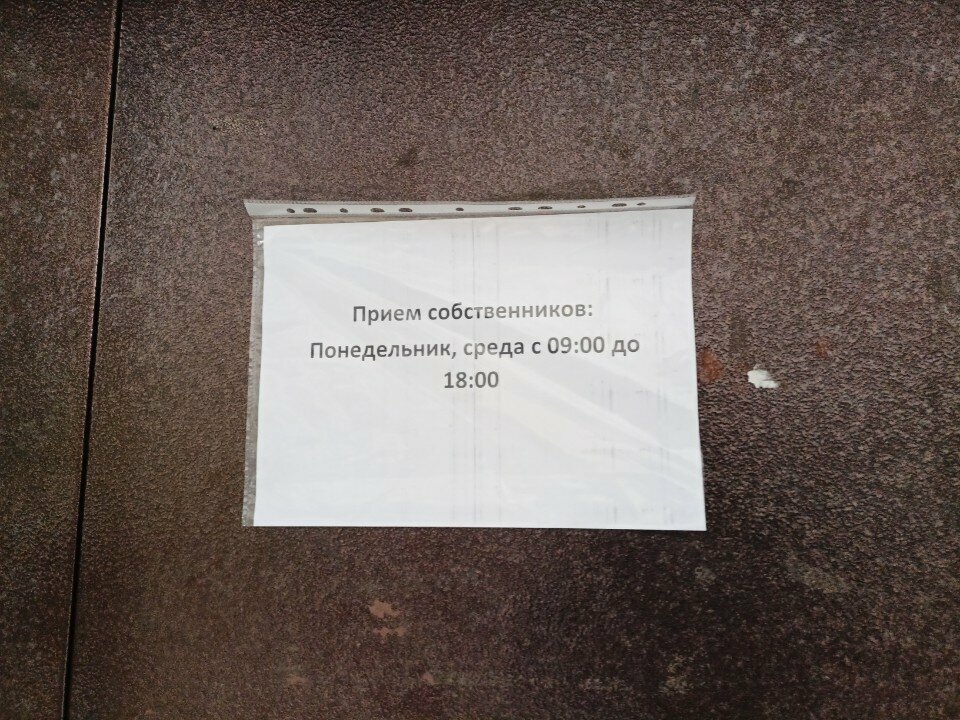 Прием собственников:
Понедельник, среда с 09:00 до
18:00